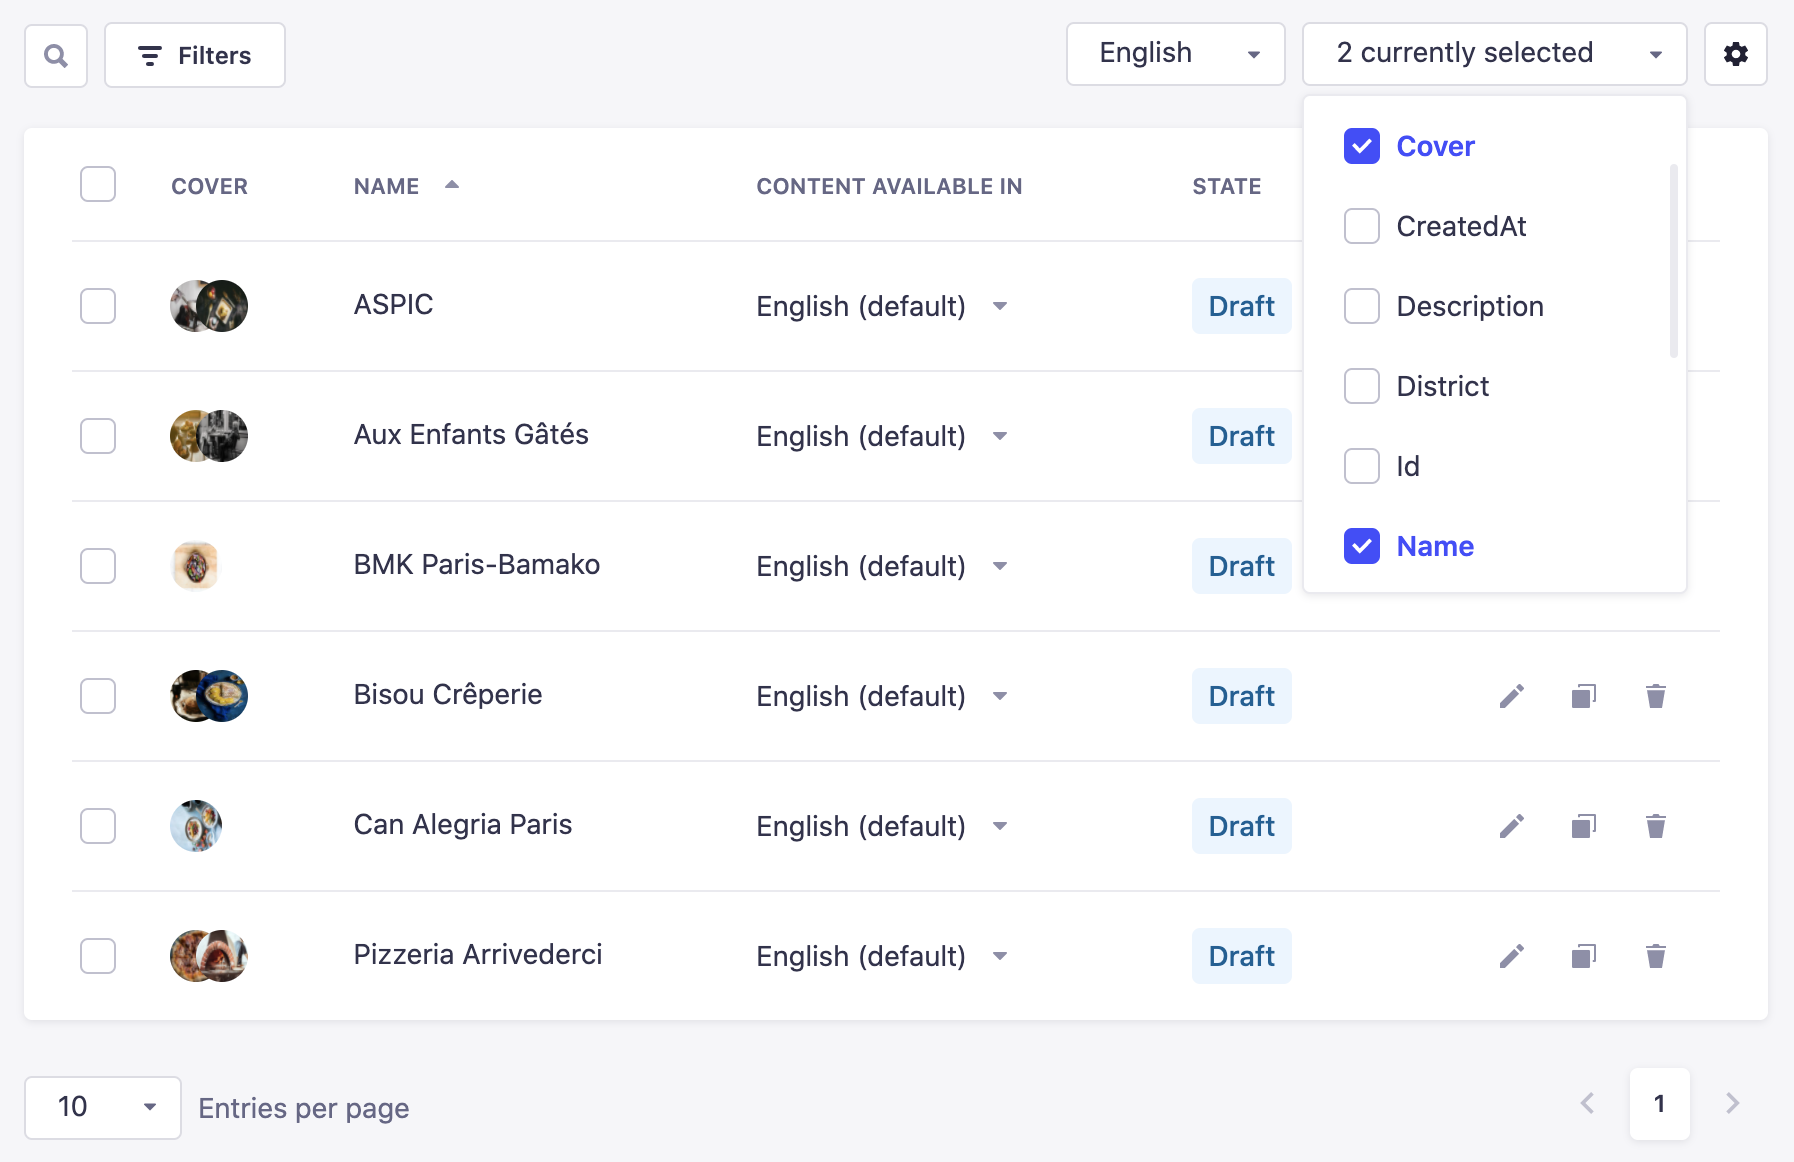 Filters
English
2 currently selected
COVER
NAME
CONTENT AVAILABLE IN
STATE
Cover
CreatedAt
Description
District
Id
Name
ASPIC
English (default)
Draft
Aux Enfants Gâtés
English (default)
Draft
BMK Paris-Bamako
English (default)
Draft
Bisou Crêperie
English (default)
Draft
Can Alegria Paris
English (default)
Draft
Pizzeria Arrivederci
English (default)
Draft
10
Entries per page
1